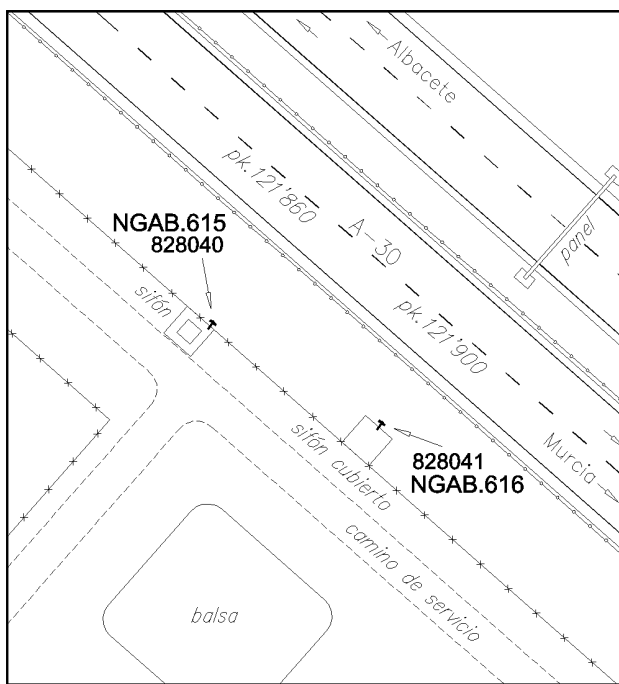 Albacete
pk.121'860
A-30
panel
NGAB.615
828040
sifón
pk.121'900
Murcia
828041
NGAB.616
sifón cubierto
camino de servicio
balsa